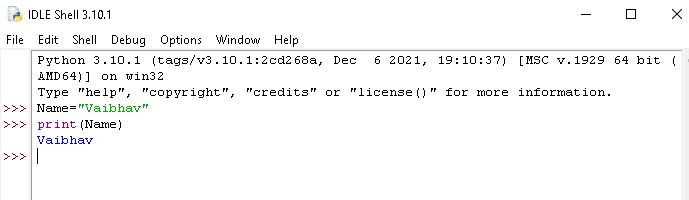 IDLE Shell 3.10.1
File Edit Shell Debug Options Window Help
Python 3.10.1 (tags/v3.10.1:2cd268a, Dec  6 2021, 19:10:37) [MSC v.1929 64 bit (
AMD64)] on win32
Type "help", "copyright", "credits" or "license()" for more information.
>>> Name="Vaibhav"
>>> print(Name)
Vaibhav
>>>